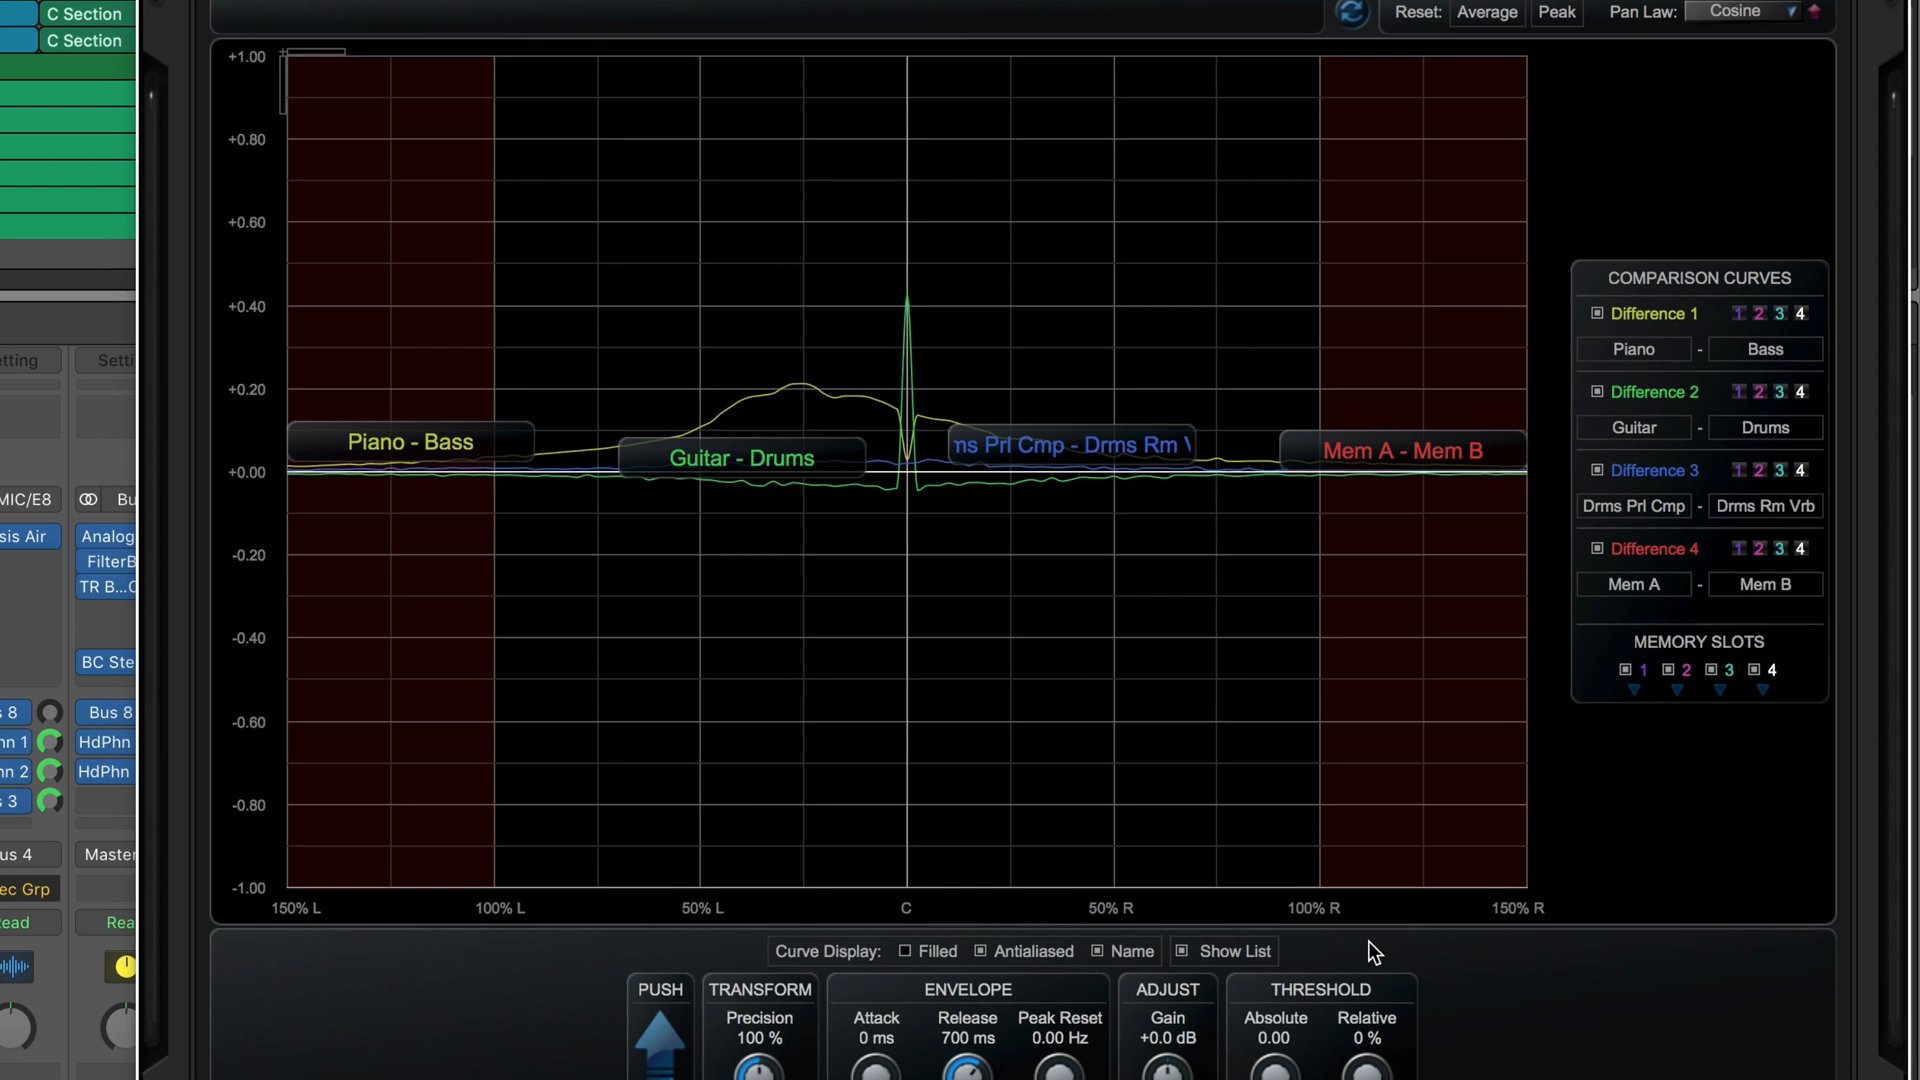 C Section
C Section
Reset: Average Peak Pan Law: Cosine
+1.00
+0.80
+0.60
+0.40
+0.20
+0.00
-0.20
-0.40
-0.60
-0.80
-1.00
150% L 100% L 50% L C 50% R 100% R 150% R
Piano - Bass
Guitar - Drums
ms Prl Cmp - Drms Rm V
Mem A - Mem B
COMPARISON CURVES
Difference 1 1 2 3 4
Piano - Bass
Difference 2 1 2 3 4
Guitar - Drums
Difference 3 1 2 3 4
Drms Prl Cmp - Drms Rm Vrb
Difference 4 1 2 3 4
Mem A - Mem B
MEMORY SLOTS
1 2 3 4
etting Setti
MIC/E8 Bu
sis Air Analog
FilterB
TR B...C
BC Ste
s 8 Bus 8
hn 1 HdPhn
hn 2 HdPhn
s 3
us 4 Master
ec Grp
Read Rea
Curve Display: Filled Antialiased Name Show List
PUSH TRANSFORM ENVELOPE ADJUST THRESHOLD
Precision Attack Release Peak Reset Gain Absolute Relative
100 % 0 ms 700 ms 0.00 Hz +0.0 dB 0.00 0 %